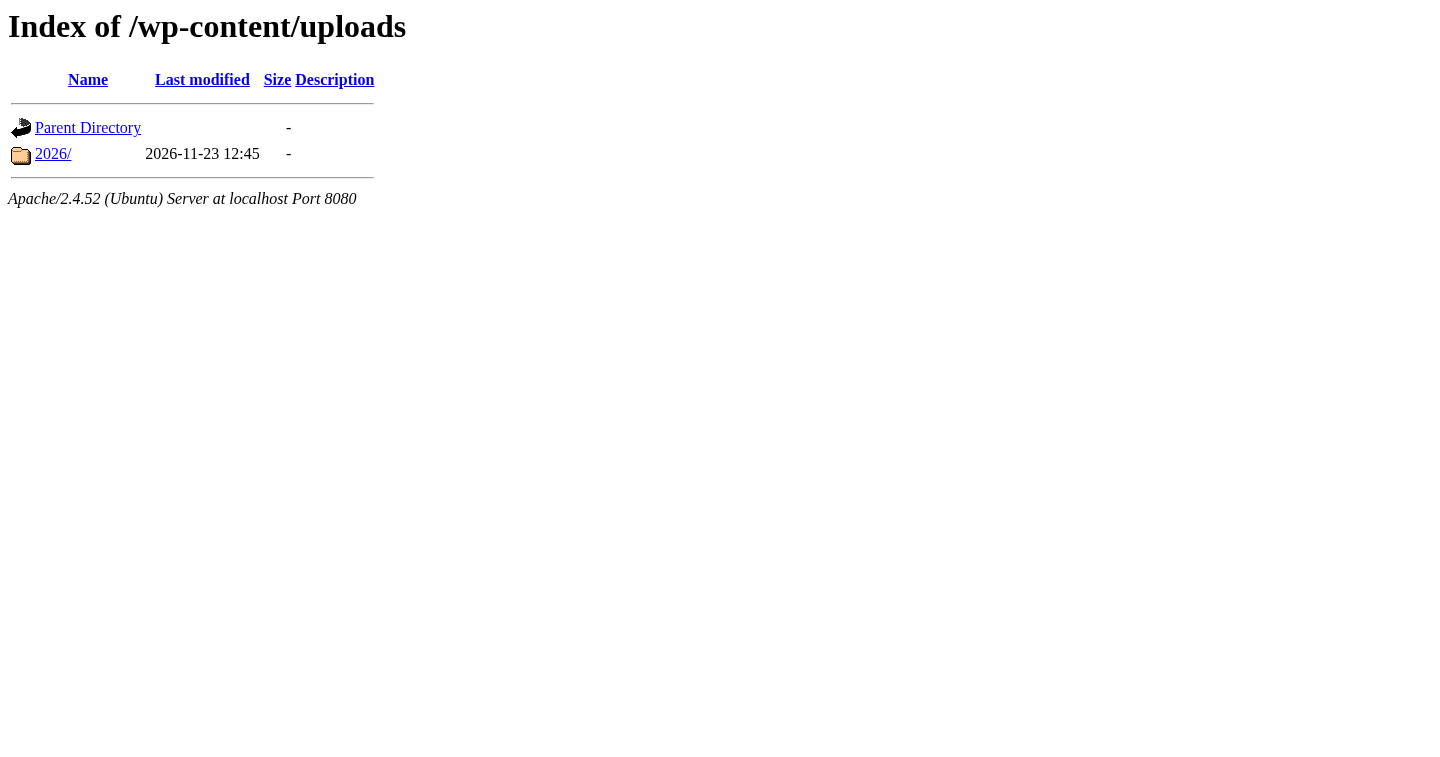 Index of /wp-content/uploads
Name Last modified Size Description
Parent Directory -
2026/ 2026-11-23 12:45 -
Apache/2.4.52 (Ubuntu) Server at localhost Port 8080